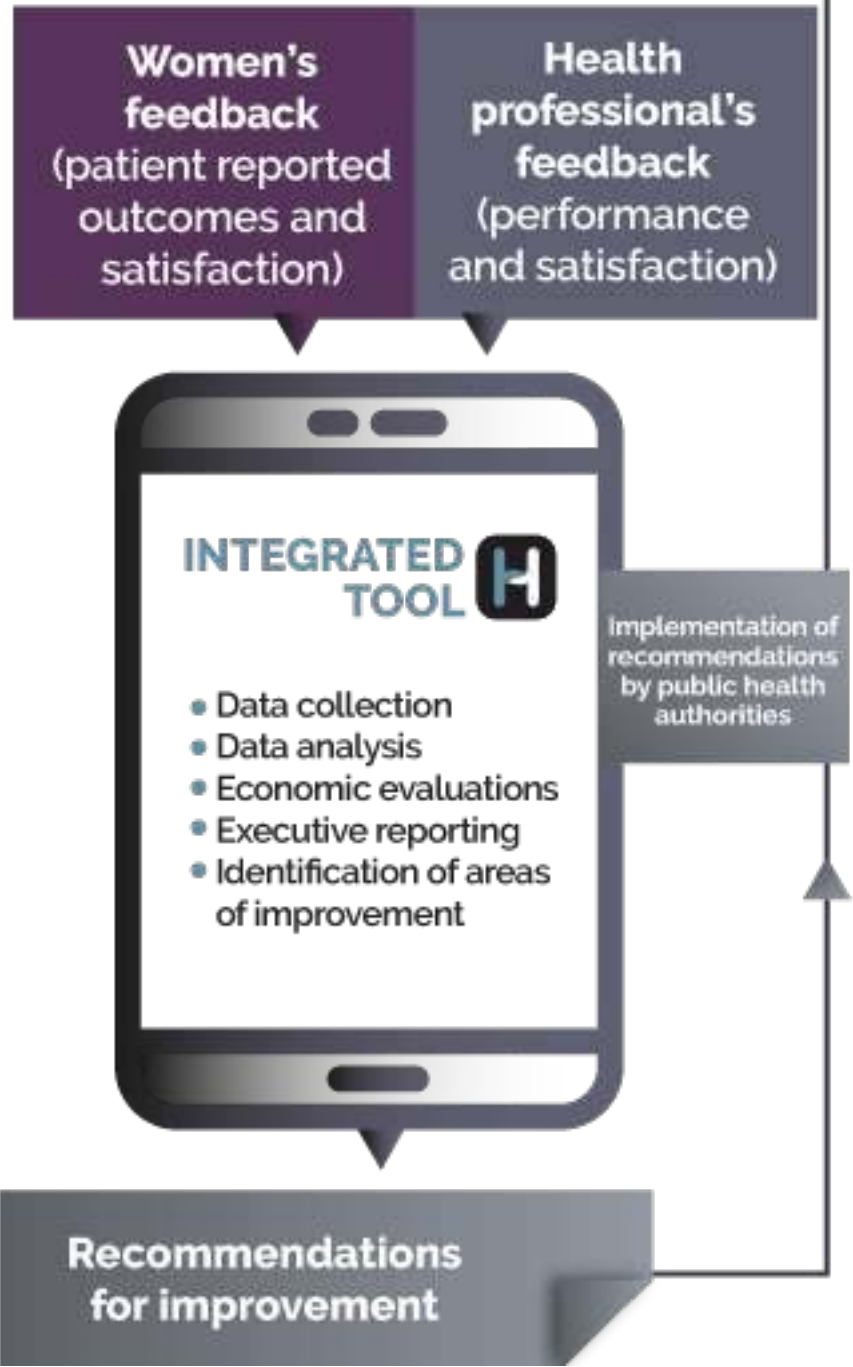 Women's
feedback
(patient reported
outcomes and
satisfaction)
Health
professional's
feedback
(performance
and satisfaction)
INTEGRATED
TOOL
H
• Data collection
• Data analysis
• Economic evaluations
• Executive reporting
• Identification of areas
of improvement
Implementation of
recommendations
by public health
authorities
Recommendations
for improvement